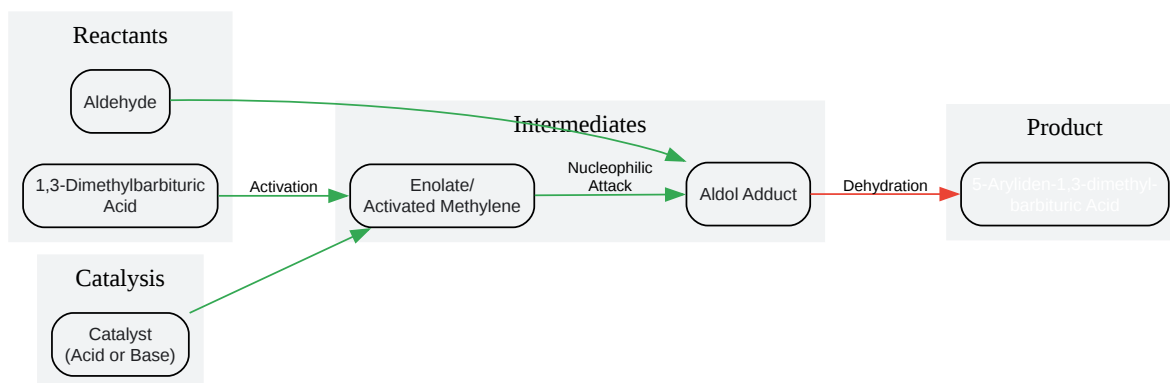 Reactants
Aldehyde
1,3-Dimethylbarbituric
Acid
Activation
Intermediates
Enolate/
Activated Methylene
Nucleophilic
Attack
Aldol Adduct
Dehydration
Product
5-Aryliden-1,3-dimethyl-
barbituric Acid
Catalysis
Catalyst
(Acid or Base)